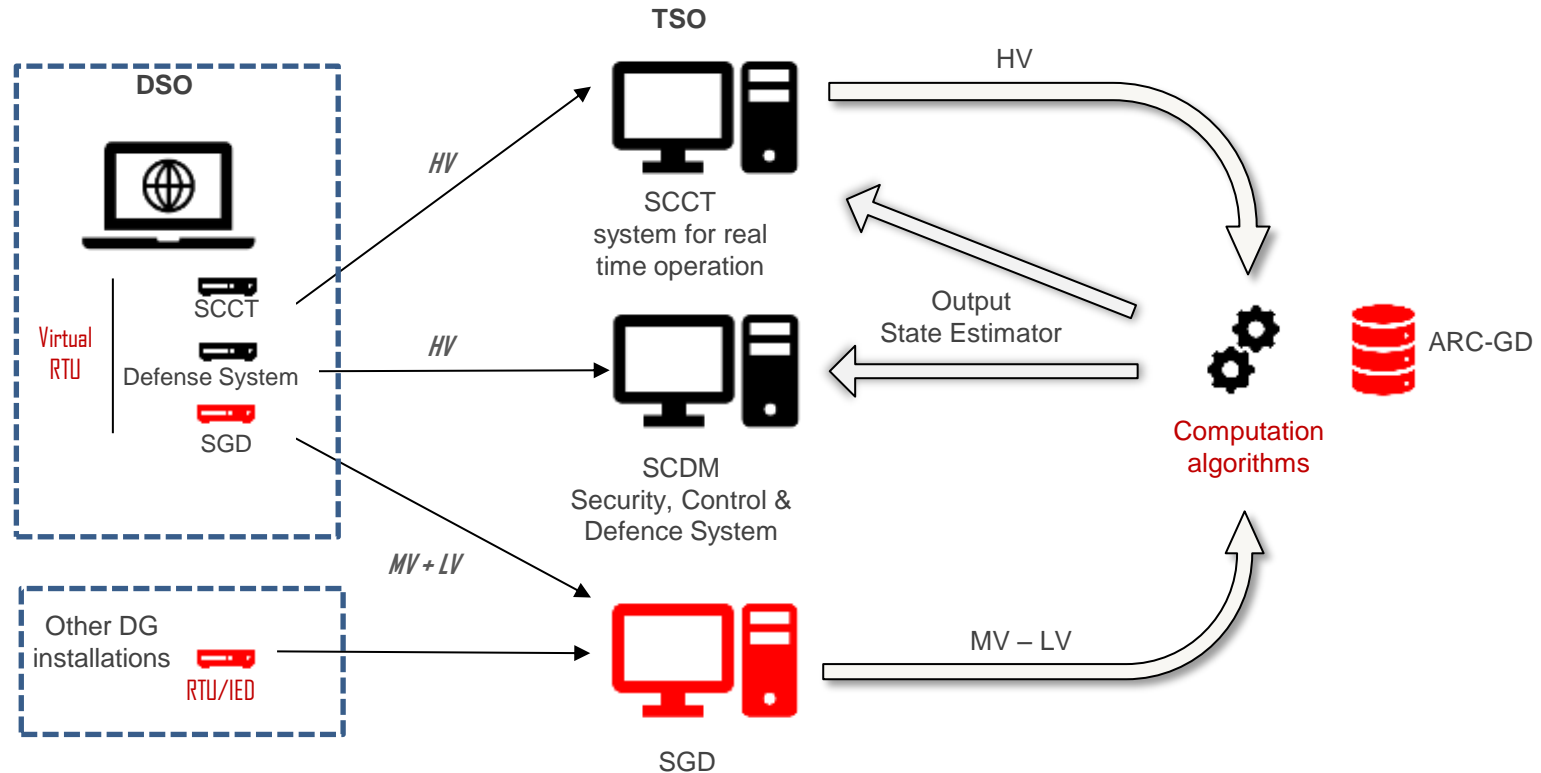 TSO
DSO
HV
HV
SCCT
system for real
time operation
SCCT
Virtual
RTU
Defense System
SGD
HV
Output
State Estimator
ARC-GD
Computation
algorithms
SCDM
Security, Control &
Defence System
MV + LV
Other DG
installations
RTU/IED
MV – LV
SGD